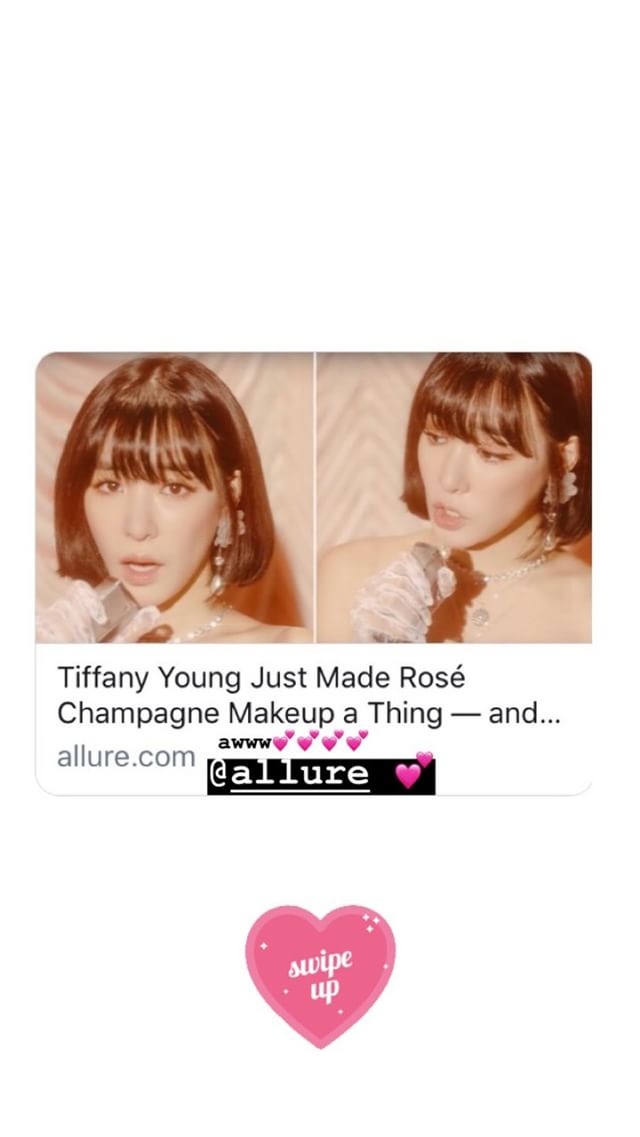 Tiffany Young Just Made Rosé
Champagne Makeup a Thing — and...
awww💕💕💕💕
allure.com
@allure 💕
swipe
up